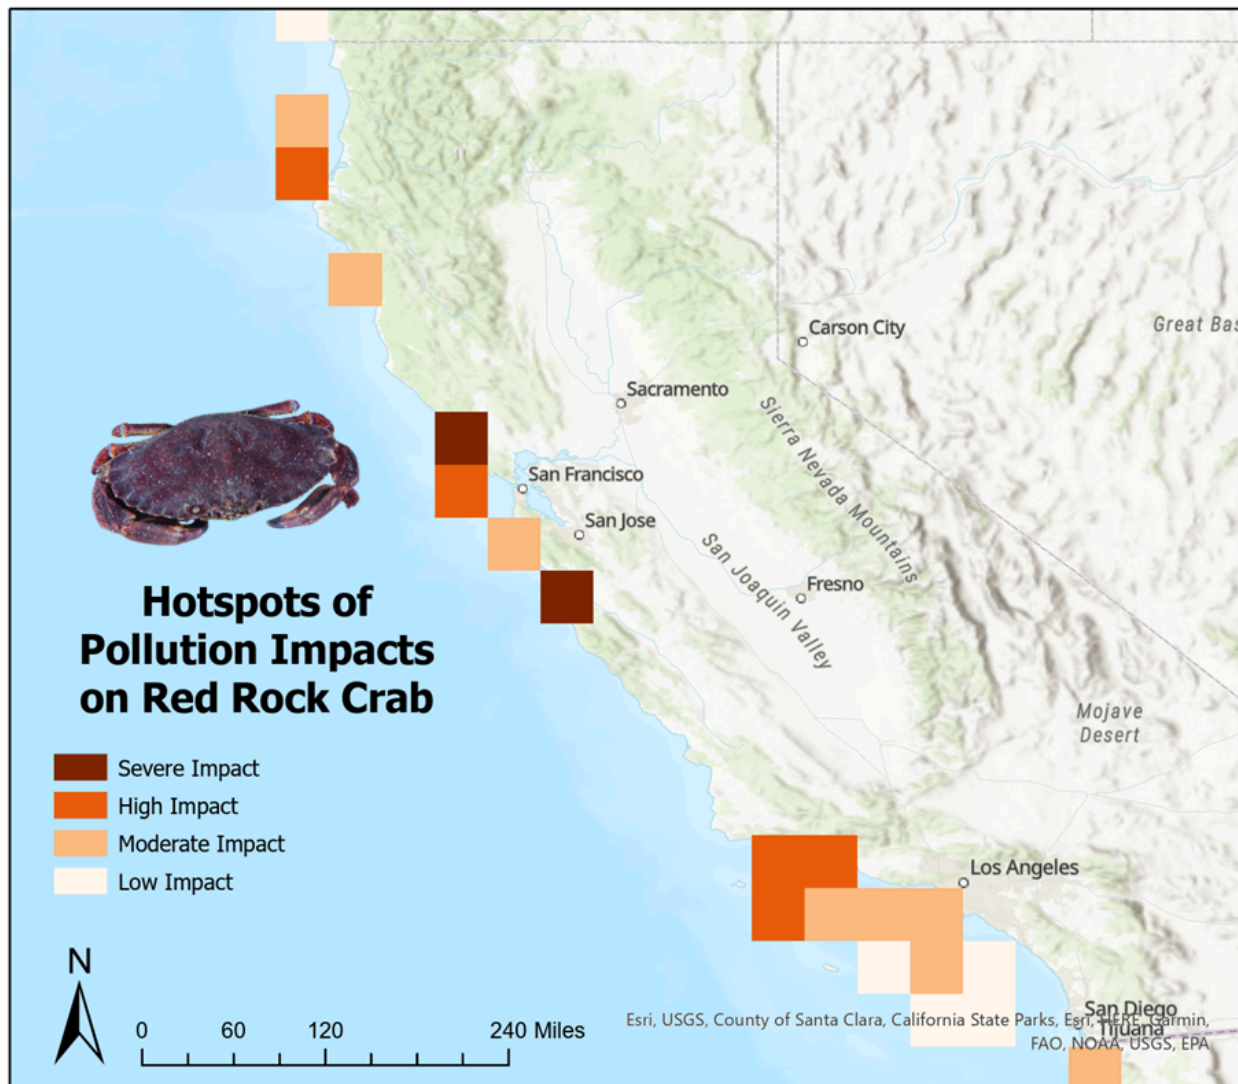 Carson City
Great Bas
Sacramento
Sierra Nevada Mountains
San Francisco
San Jose
San Joaquin Valley
Fresno
Hotspots of
Pollution Impacts
on Red Rock Crab
Mojave
Desert
Severe Impact
High Impact
Moderate Impact
Low Impact
Los Angeles
N
0 60 120 240 Miles
San Diego
Tijuana
Esri, USGS, County of Santa Clara, California State Parks, Esri, HERE, Garmin,
FAO, NOAA, USGS, EPA